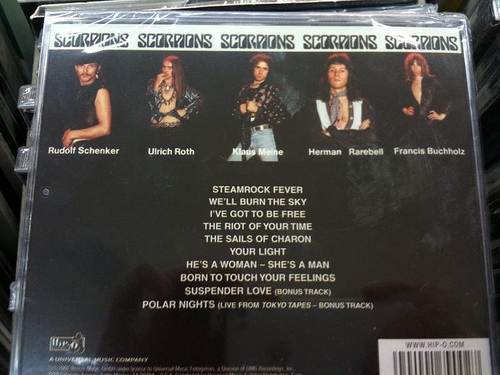 SCORPIONS SCORPIONS SCORPIONS SCORPIONS SCORPIONS
Rudolf Schenker Ulrich Roth Klaus Meine Herman Rarebell Francis Buchholz
STEAMROCK FEVER
WE'LL BURN THE SKY
I'VE GOT TO BE FREE
THE RIOT OF YOUR TIME
THE SAILS OF CHARON
YOUR LIGHT
HE'S A WOMAN – SHE'S A MAN
BORN TO TOUCH YOUR FEELINGS
SUSPENDER LOVE (BONUS TRACK)
POLAR NIGHTS (LIVE FROM TOKYO TAPES – BONUS TRACK)
Hip-O
WWW.HIP-O.COM
A UNIVERSAL MUSIC COMPANY